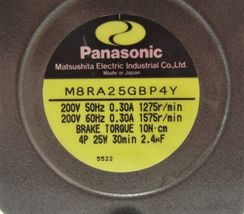 Panasonic
Matsushita Electric Industrial Co.,Ltd.
Made in Japan
M8RA25GBP4Y
200V 50Hz 0.30A 1275r/min
200V 60Hz 0.30A 1575r/min
BRAKE TORQUE 10N·cm
4P 25W 30min 2.4μF
5522